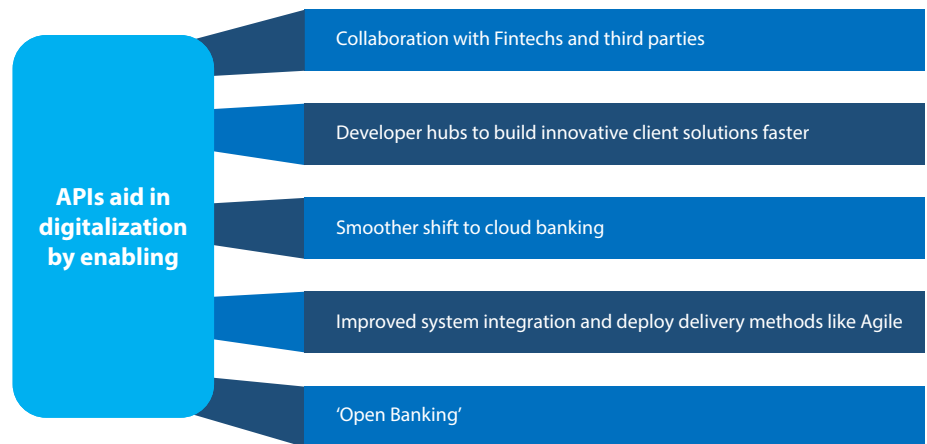 APIs aid in
digitalization
by enabling
Collaboration with Fintechs and third parties
Developer hubs to build innovative client solutions faster
Smoother shift to cloud banking
Improved system integration and deploy delivery methods like Agile
‘Open Banking’